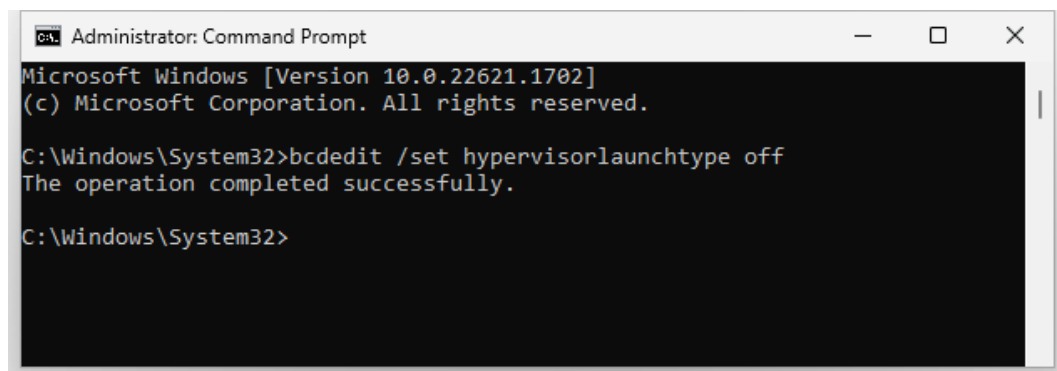 Administrator: Command Prompt
Microsoft Windows [Version 10.0.22621.1702]
(c) Microsoft Corporation. All rights reserved.
C:\Windows\System32>bcdedit /set hypervisorlaunchtype off
The operation completed successfully.
C:\Windows\System32>